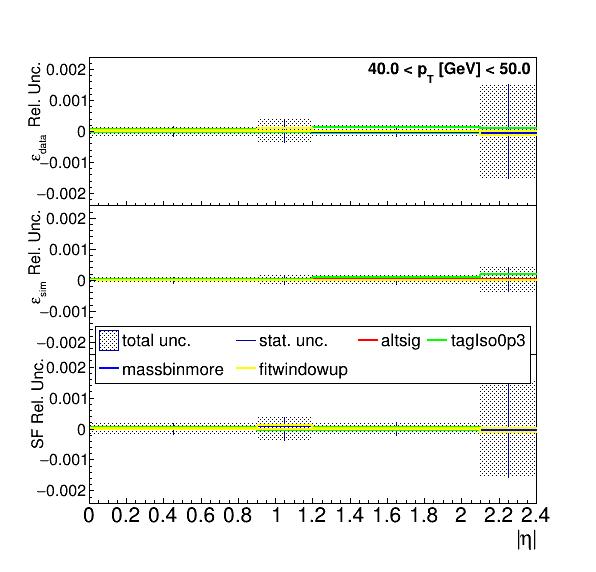 40.0 < p_T [GeV] < 50.0
ε_data Rel. Unc.
0.002
0.001
0
−0.001
−0.002
ε_sim Rel. Unc.
0.002
0.001
0
−0.001
−0.002
total unc. stat. unc. altsig tagIso0p3
massbinmore fitwindowup
SF Rel. Unc.
0.002
0.001
0
−0.001
−0.002
0 0.2 0.4 0.6 0.8 1 1.2 1.4 1.6 1.8 2 2.2 2.4
|η|